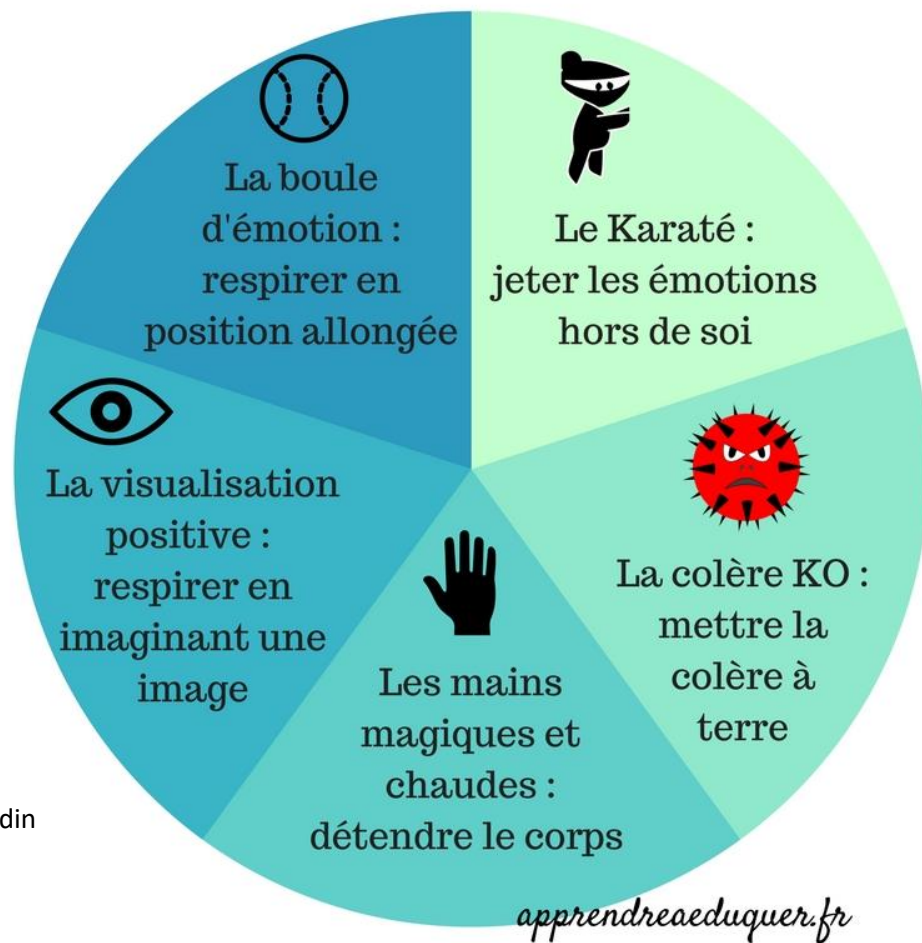 La boule
d'émotion :
respirer en
position allongée
Le Karaté :
jeter les émotions
hors de soi
La colère KO :
mettre la
colère à
terre
Les mains
magiques et
chaudes :
détendre le corps
La visualisation
positive :
respirer en
imaginant une
image
din
apprendreaeduquer.fr